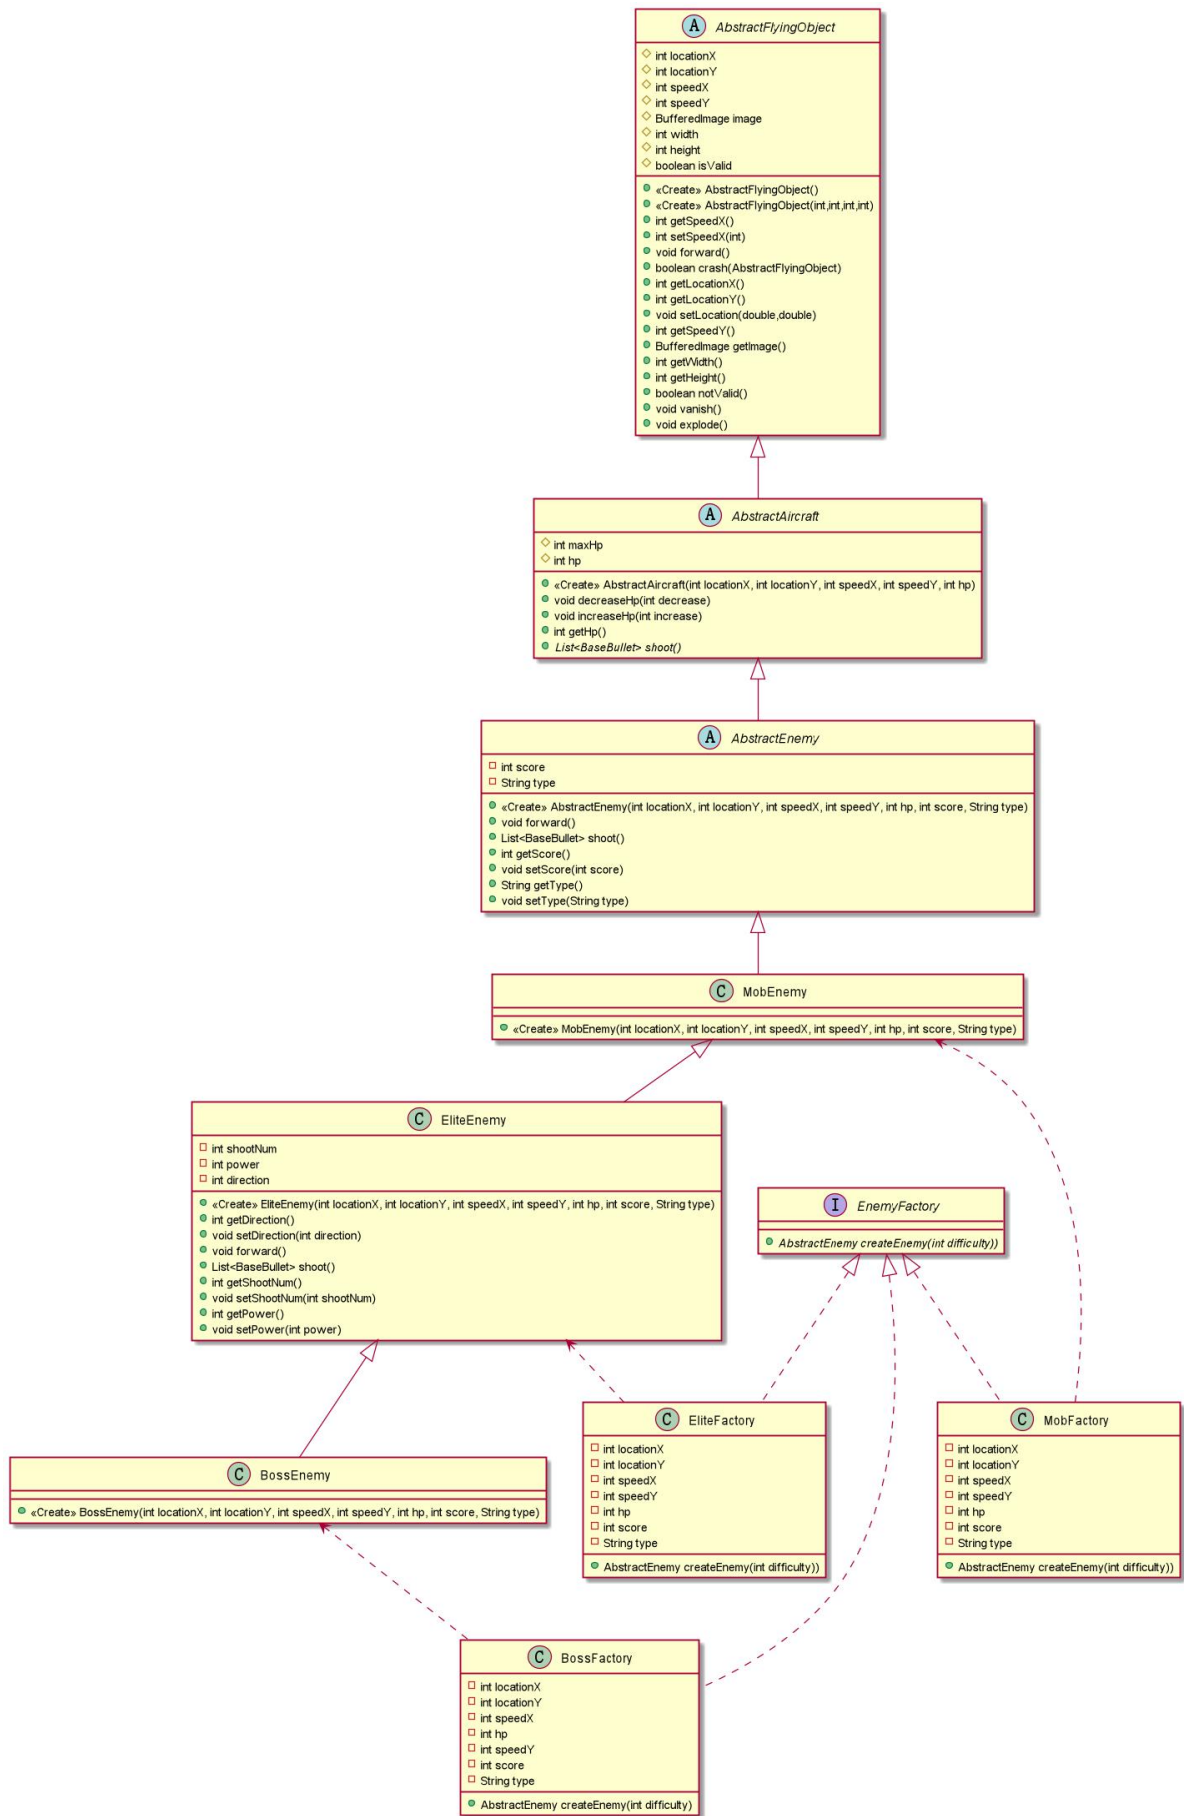 A AbstractFlyingObject
int locationX
int locationY
int speedX
int speedY
BufferedImage image
int width
int height
boolean isValid
«Create» AbstractFlyingObject()
«Create» AbstractFlyingObject(int,int,int,int)
int getSpeedX()
int setSpeedX(int)
void forward()
boolean crash(AbstractFlyingObject)
int getLocationX()
int getLocationY()
void setLocation(double,double)
int getSpeedY()
BufferedImage getImage()
int getWidth()
int getHeight()
boolean notValid()
void vanish()
void explode()
A AbstractAircraft
int maxHp
int hp
«Create» AbstractAircraft(int locationX, int locationY, int speedX, int speedY, int hp)
void decreaseHp(int decrease)
void increaseHp(int increase)
int getHp()
List<BaseBullet> shoot()
A AbstractEnemy
int score
String type
«Create» AbstractEnemy(int locationX, int locationY, int speedX, int speedY, int hp, int score, String type)
void forward()
List<BaseBullet> shoot()
int getScore()
void setScore(int score)
String getType()
void setType(String type)
C MobEnemy
«Create» MobEnemy(int locationX, int locationY, int speedX, int speedY, int hp, int score, String type)
C EliteEnemy
int shootNum
int power
int direction
«Create» EliteEnemy(int locationX, int locationY, int speedX, int speedY, int hp, int score, String type)
int getDirection()
void setDirection(int direction)
void forward()
List<BaseBullet> shoot()
int getShootNum()
void setShootNum(int shootNum)
int getPower()
void setPower(int power)
I EnemyFactory
AbstractEnemy createEnemy(int difficulty))
C EliteFactory
int locationX
int locationY
int speedX
int speedY
int hp
int score
String type
AbstractEnemy createEnemy(int difficulty))
C MobFactory
int locationX
int locationY
int speedX
int speedY
int hp
int score
String type
AbstractEnemy createEnemy(int difficulty))
C BossEnemy
«Create» BossEnemy(int locationX, int locationY, int speedX, int speedY, int hp, int score, String type)
C BossFactory
int locationX
int locationY
int speedX
int hp
int speedY
int score
String type
AbstractEnemy createEnemy(int difficulty)